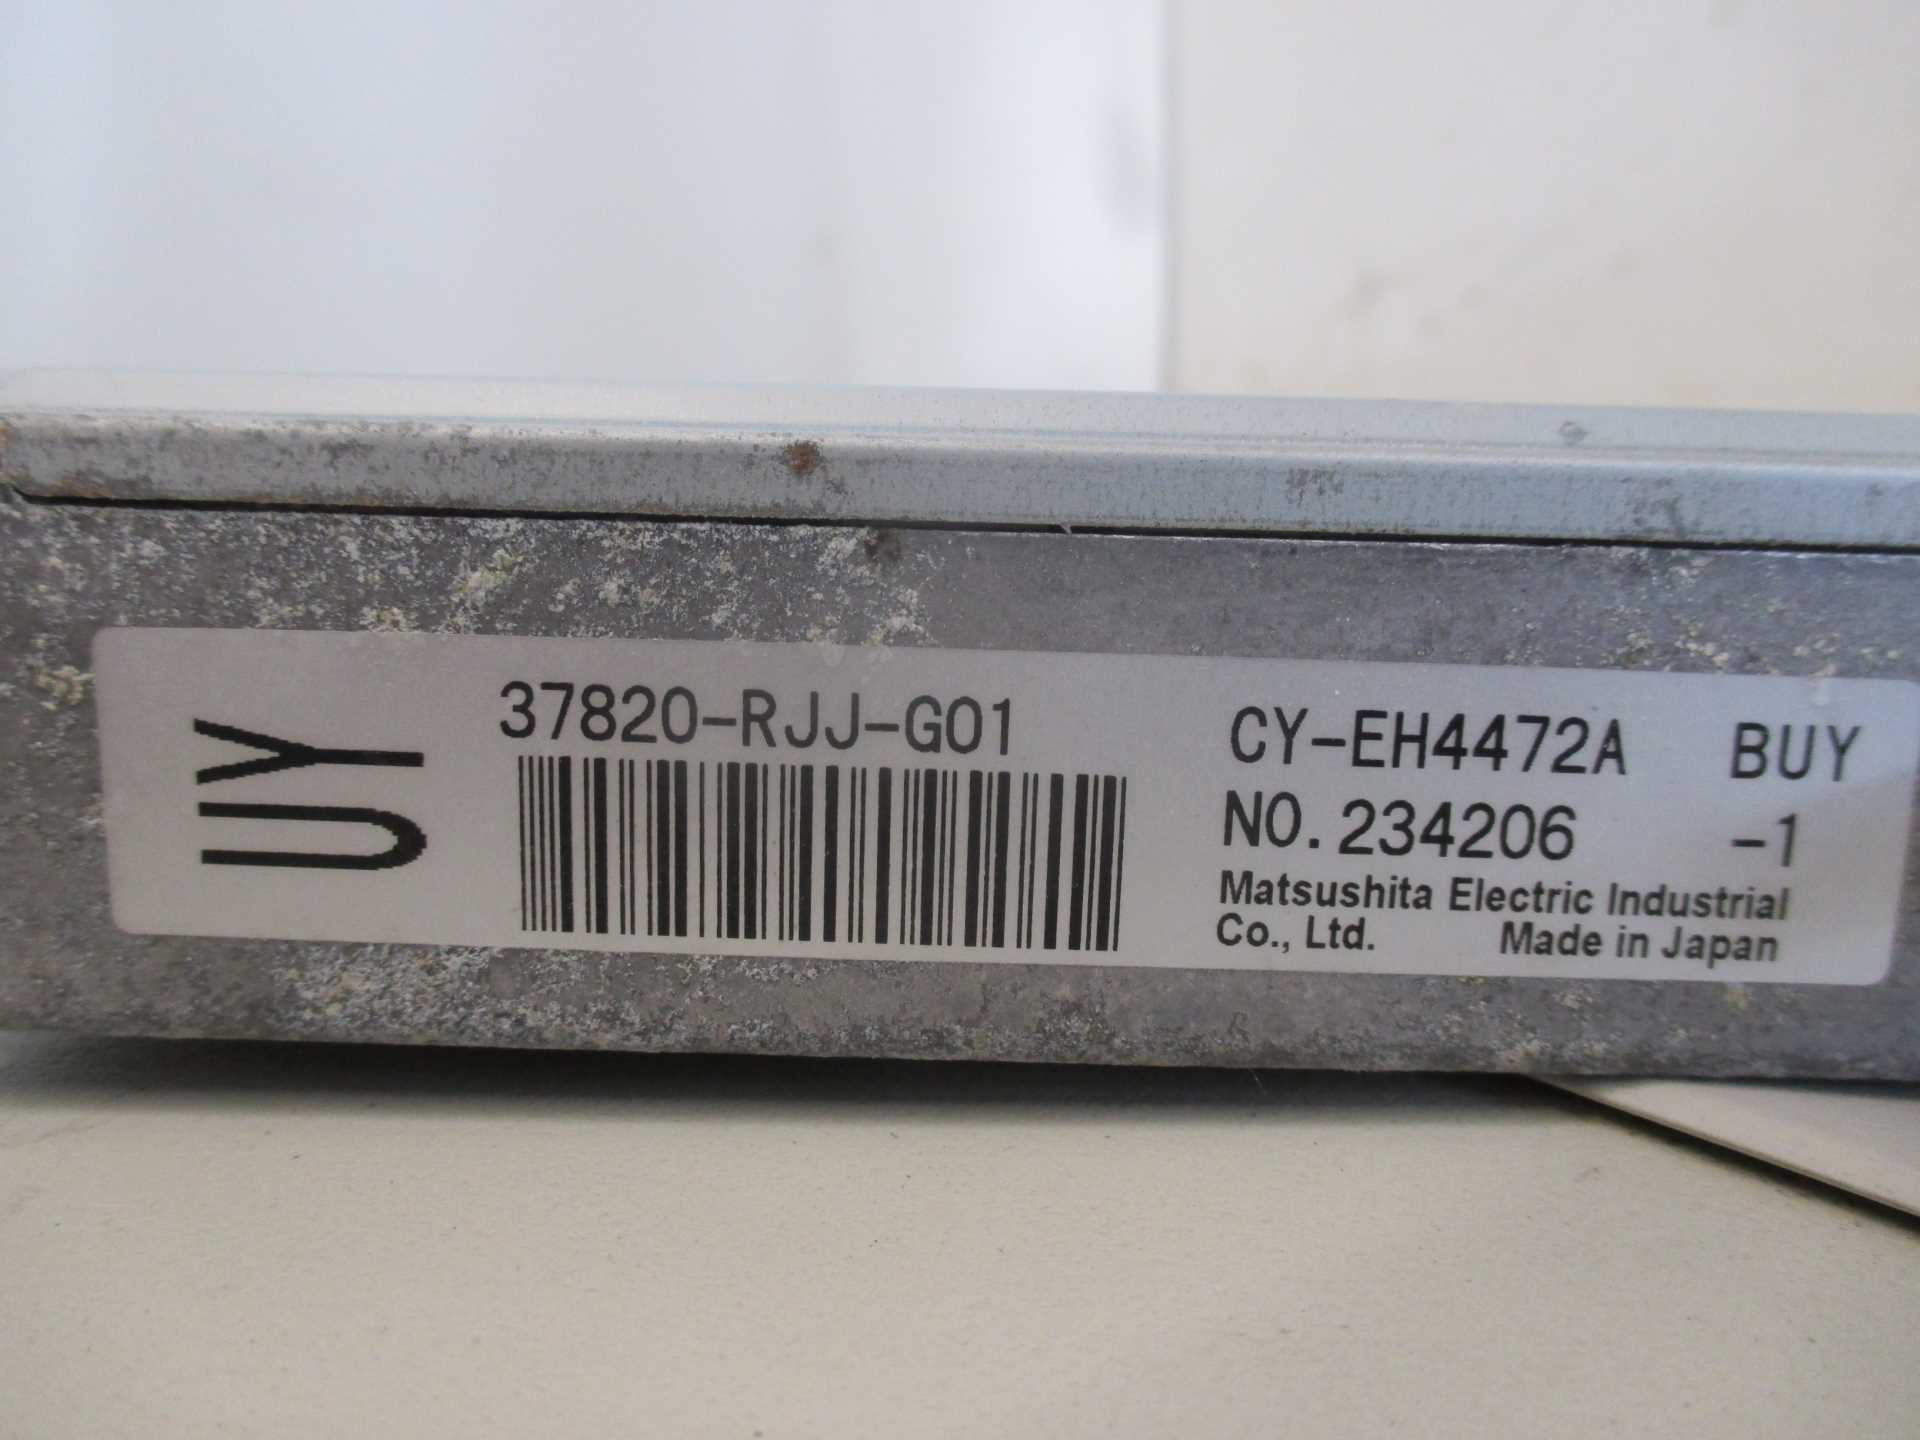 UY
37820-RJJ-G01
CY-EH4472A BUY
NO.234206 -1
Matsushita Electric Industrial
Co., Ltd. Made in Japan